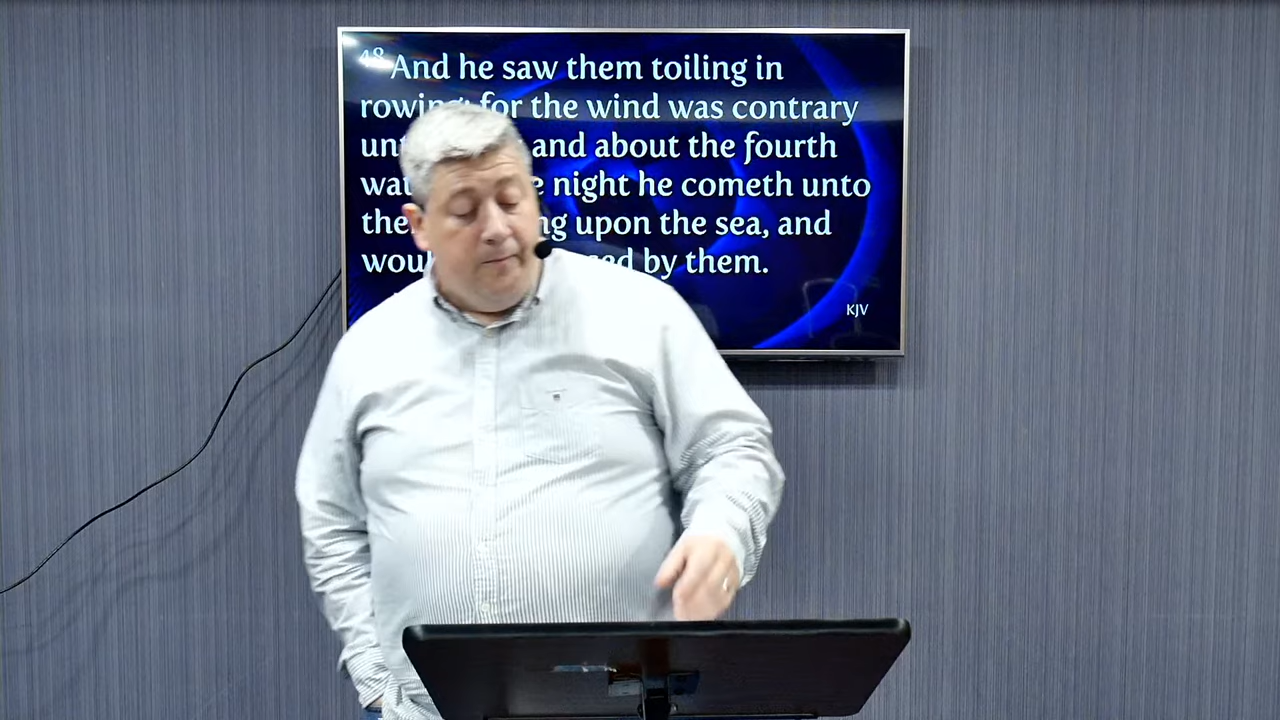 48 And he saw them toiling in
rowing; for the wind was contrary
and about the fourth
night he cometh unto
upon the sea, and
by them.
KJV